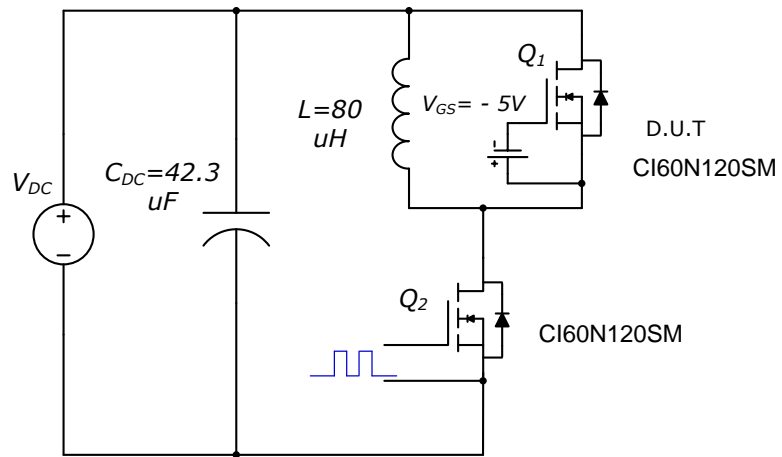 Q1
L=80
uH
VGS= - 5V
D.U.T
CI60N120SM
CDC=42.3
uF
VDC
Q2
CI60N120SM